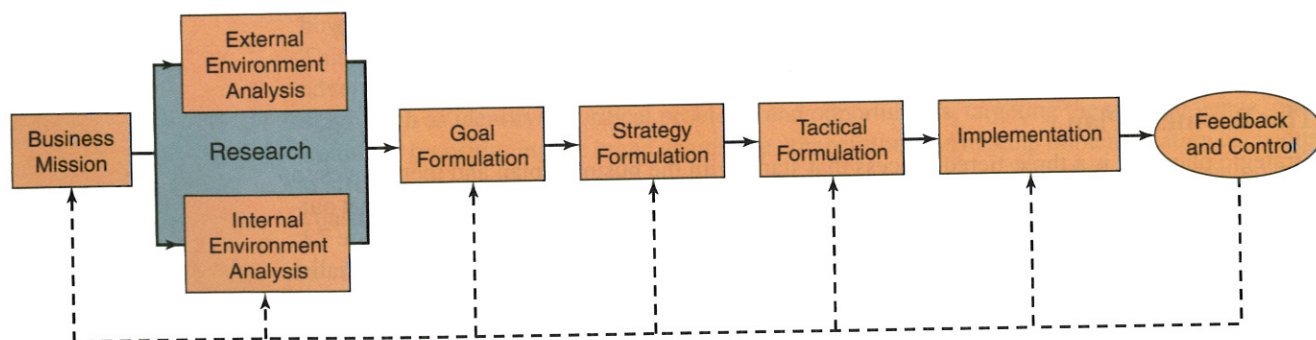 External
Environment
Analysis
Business
Mission
Research
Internal
Environment
Analysis
Goal
Formulation
Strategy
Formulation
Tactical
Formulation
Implementation
Feedback
and Control